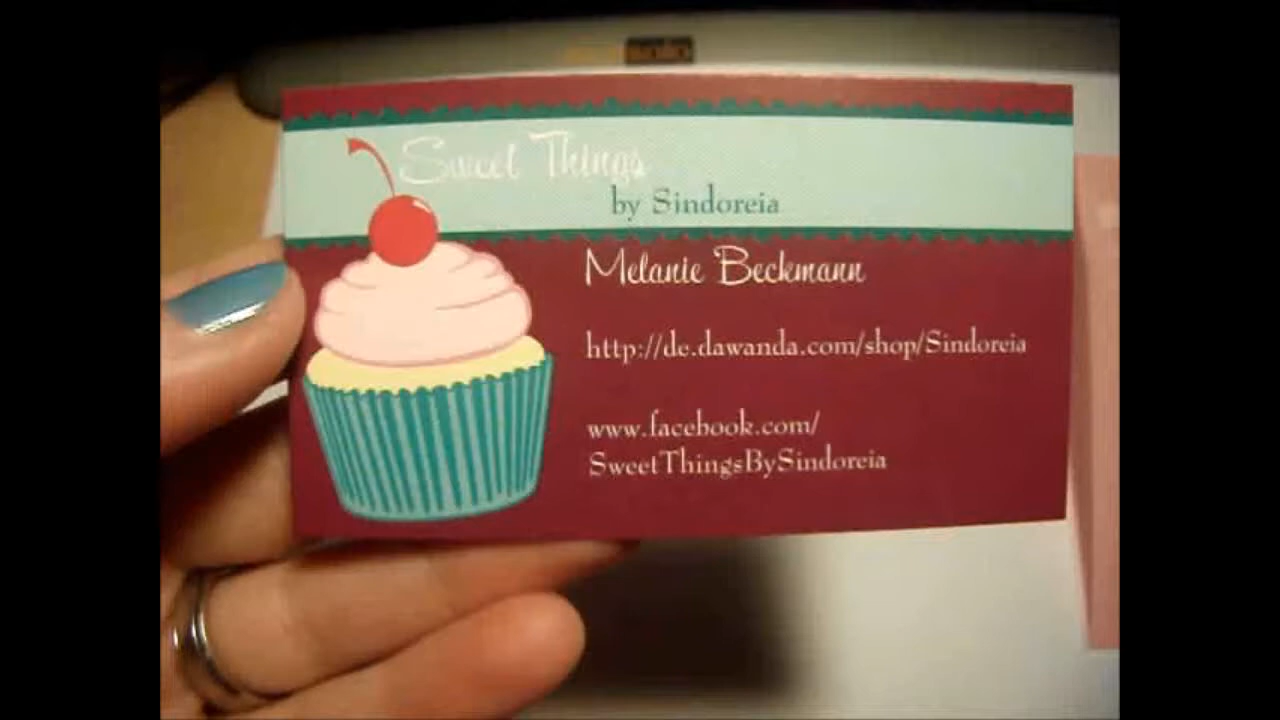 Sweet Things
by Sindoreia
Melanie Beckmann
http://de.dawanda.com/shop/Sindoreia
www.facebook.com/
SweetThingsBySindoreia